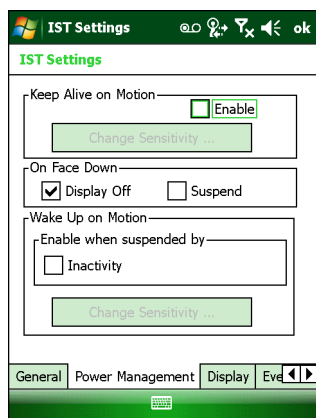 IST Settings
ok
IST Settings
Keep Alive on Motion
Enable
Change Sensitivity ...
On Face Down
Display Off
Suspend
Wake Up on Motion
Enable when suspended by
Inactivity
Change Sensitivity ...
General Power Management Display Eve